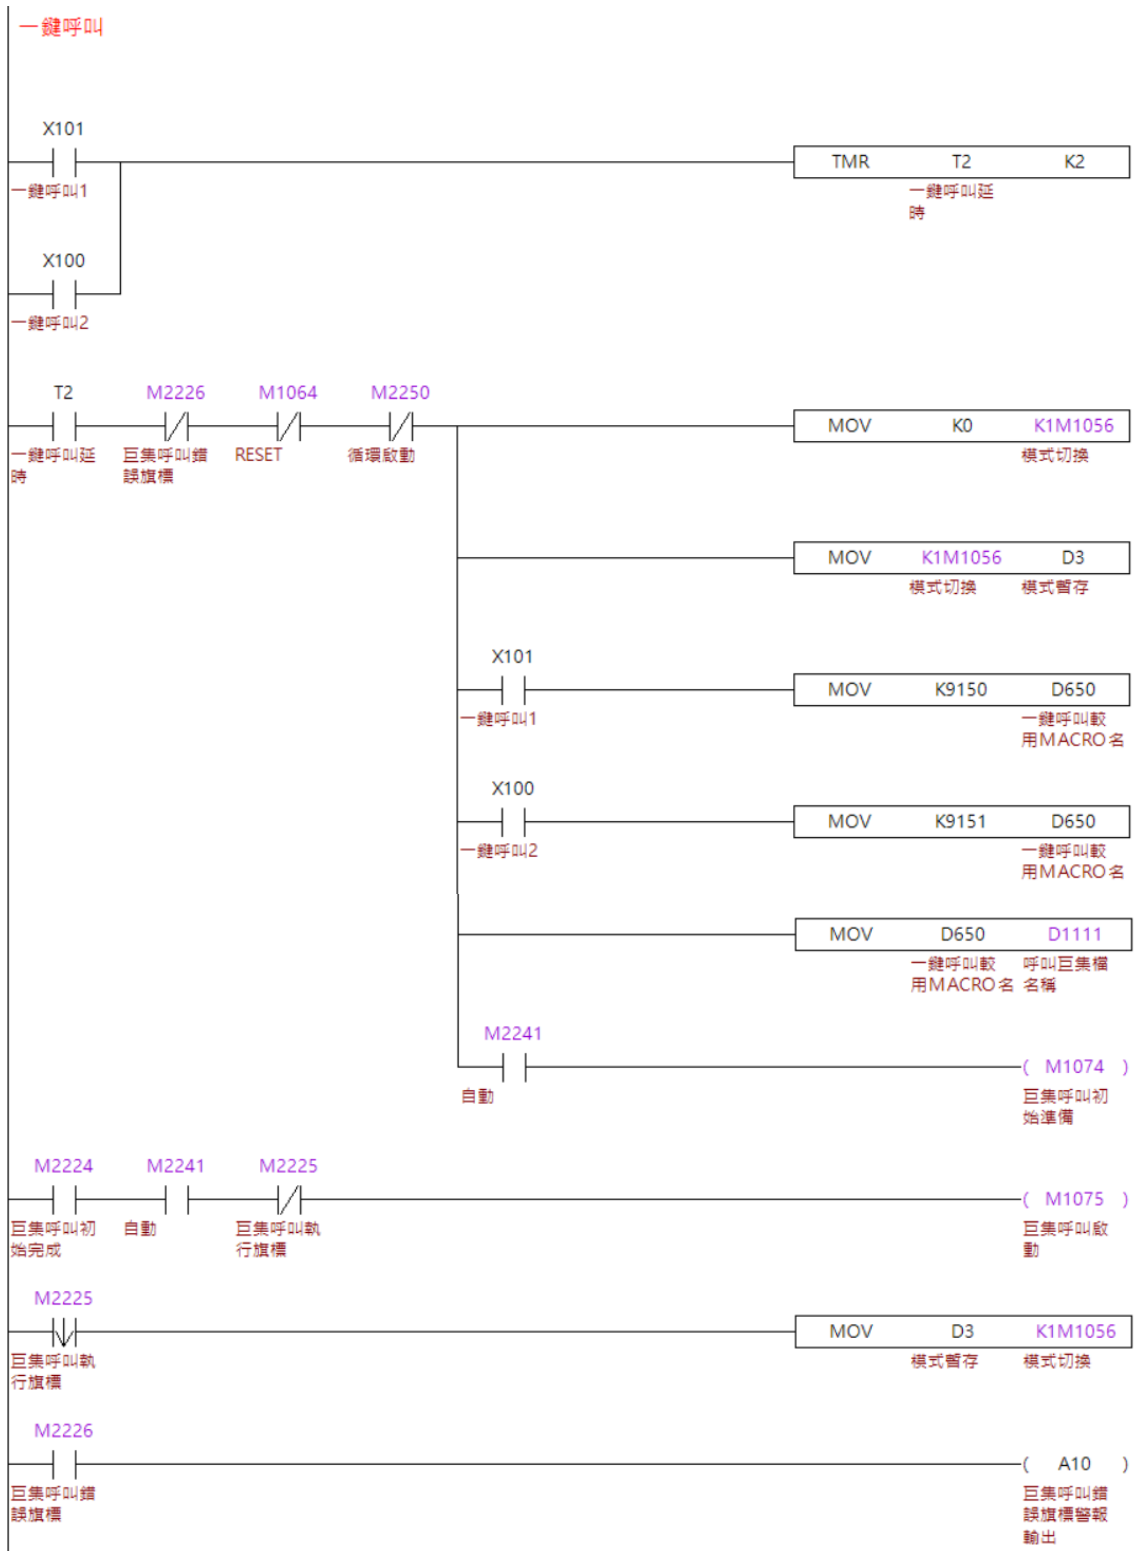 一鍵呼叫
X101
TMR T2 K2
一鍵呼叫1
一鍵呼叫延
時
X100
一鍵呼叫2
T2 M2226 M1064 M2250
MOV K0 K1M1056
一鍵呼叫延 巨集呼叫錯 RESET 循環啟動 模式切換
時 誤旗標
MOV K1M1056 D3
模式切換 模式暫存
X101
MOV K9150 D650
一鍵呼叫1 一鍵呼叫較
用MACRO名
X100
MOV K9151 D650
一鍵呼叫2 一鍵呼叫較
用MACRO名
MOV D650 D1111
一鍵呼叫較 呼叫巨集檔
用MACRO名 名稱
M2241
( M1074 )
自動 巨集呼叫初
始準備
M2224 M2241 M2225
( M1075 )
巨集呼叫初 自動 巨集呼叫執 巨集呼叫啟
始完成 行旗標 動
M2225
MOV D3 K1M1056
巨集呼叫執 模式暫存 模式切換
行旗標
M2226
( A10 )
巨集呼叫錯 巨集呼叫錯
誤旗標 誤旗標警報
輸出